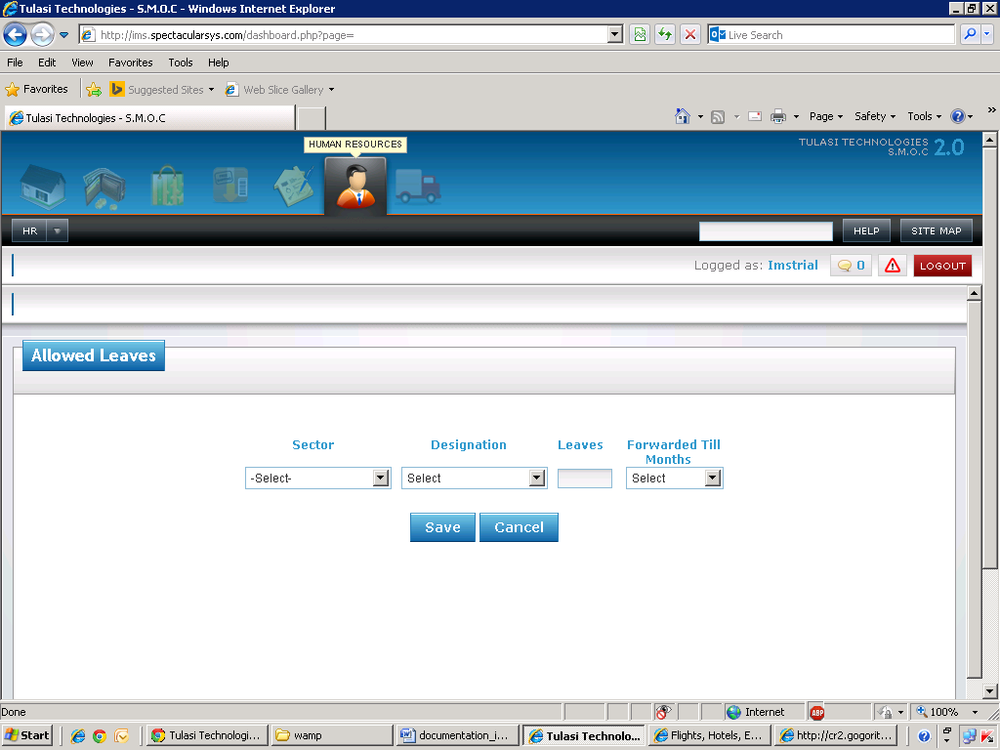 Tulasi Technologies - S.M.O.C - Windows Internet Explorer
http://ims.spectacularsys.com/dashboard.php?page=
Live Search
File Edit View Favorites Tools Help
Favorites Suggested Sites Web Slice Gallery
Tulasi Technologies - S.M.O.C
Page Safety Tools
HUMAN RESOURCES
TULASI TECHNOLOGIES
S.M.O.C 2.0
HR HELP SITE MAP
Logged as: Imstrial 0 LOGOUT
Allowed Leaves
Sector Designation Leaves Forwarded Till
Months
-Select- Select Select
Save Cancel
Done Internet ABP 100%
Start Tulasi Technologi... wamp documentation_i... Tulasi Technolo... Flights, Hotels, E... http://cr2.gogorit...